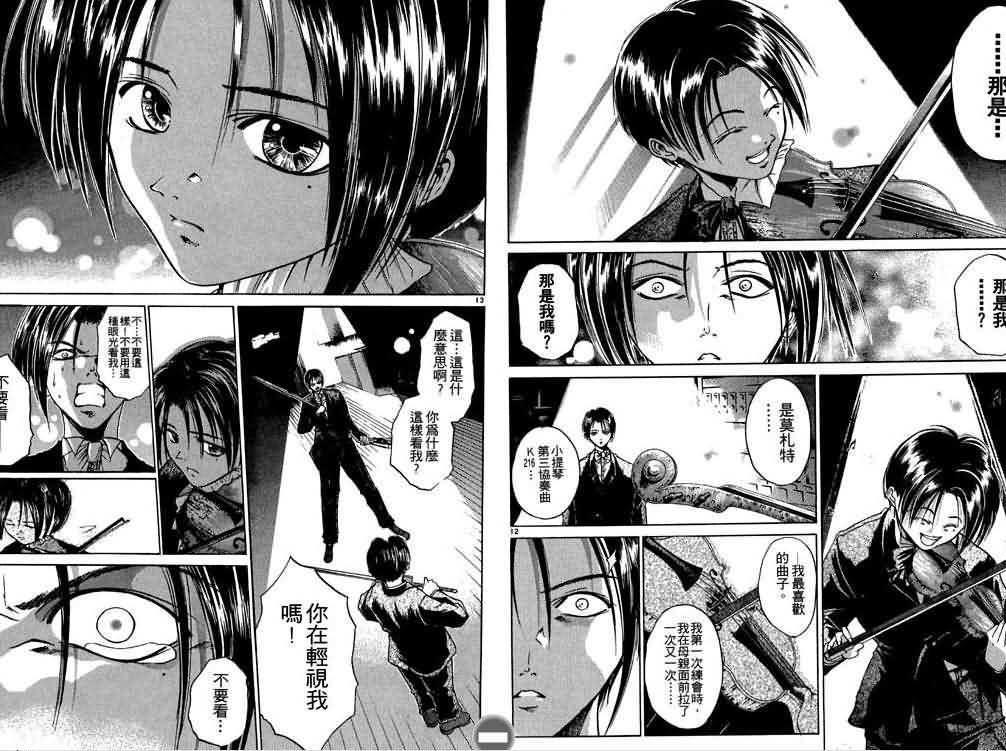 ……
那是…
那是我
……?
那是我嗎?
是莫札特
……
小提琴
第三協奏曲
K
216…
—我最喜歡
的曲子。
我第一次練會時,
我在母親面前拉了
一次又一次……
12
13
這…這是什
麼意思啊?
你為什麼
這樣看我?
你在輕視我
嗎!
不…不要這
樣!不要用這
種眼光看我…
不要看…
不要看…